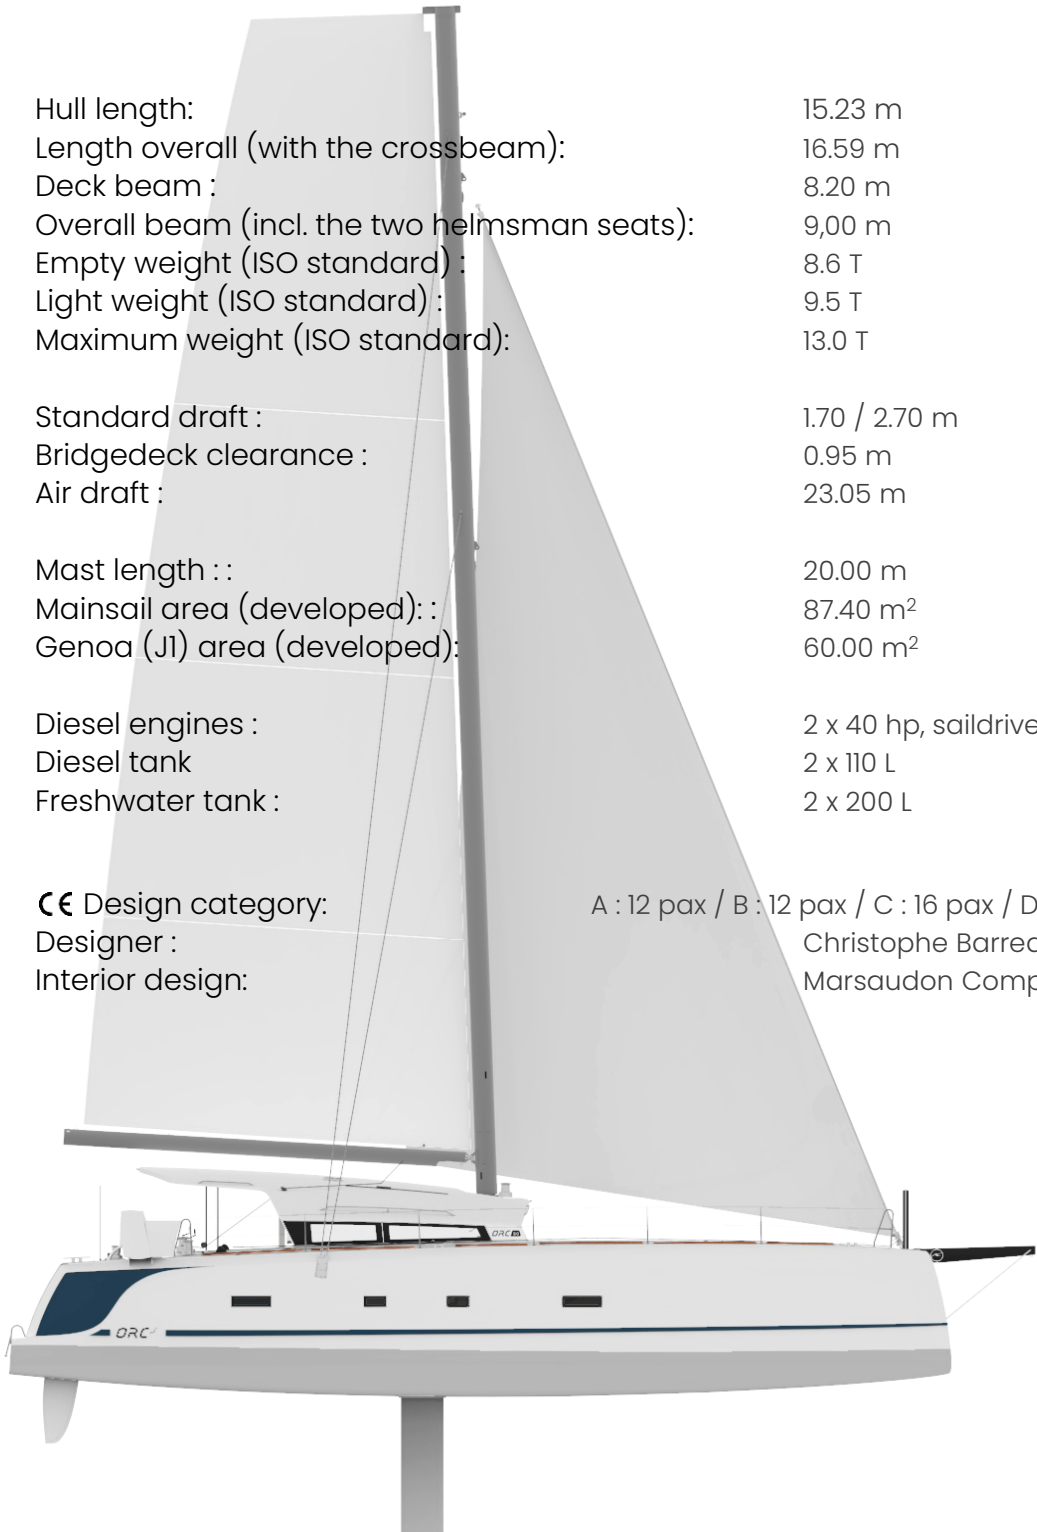 Hull length: 15.23 m
Length overall (with the crossbeam): 16.59 m
Deck beam : 8.20 m
Overall beam (incl. the two helmsman seats): 9,00 m
Empty weight (ISO standard) : 8.6 T
Light weight (ISO standard) : 9.5 T
Maximum weight (ISO standard): 13.0 T
Standard draft : 1.70 / 2.70 m
Bridgedeck clearance : 0.95 m
Air draft : 23.05 m
Mast length : : 20.00 m
Mainsail area (developed): : 87.40 m²
Genoa (J1) area (developed): 60.00 m²
Diesel engines : 2 x 40 hp, saildrive
Diesel tank 2 x 110 L
Freshwater tank : 2 x 200 L
CE Design category: A : 12 pax / B : 12 pax / C : 16 pax / D
Designer : Christophe
Interior design: Marsaudon
ORC
ORC